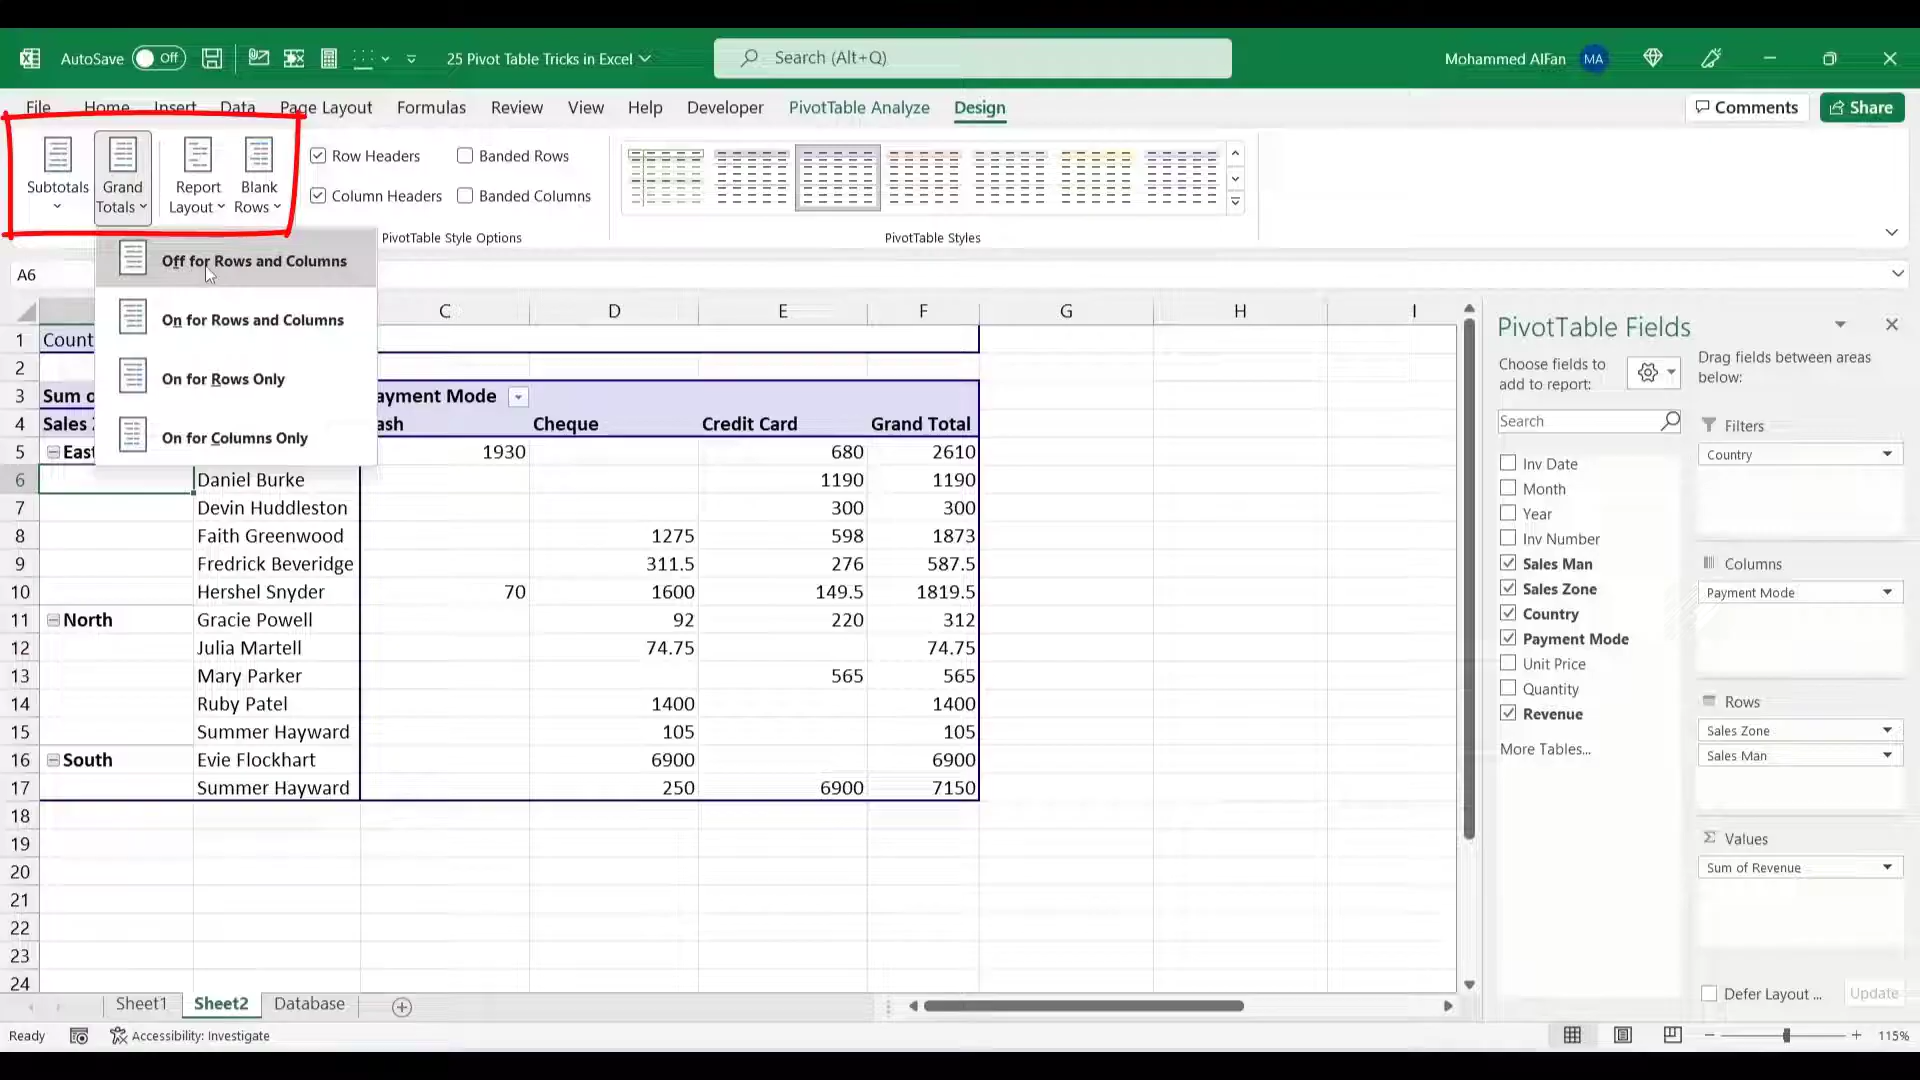 AutoSave Off 25 Pivot Table Tricks in Excel Search (Alt+Q) Mohammed AlFan MA
File Home Insert Data Page Layout Formulas Review View Help Developer PivotTable Analyze Design Comments Share
Subtotals Grand Totals Report Layout Blank Rows
Row Headers Banded Rows
Column Headers Banded Columns
PivotTable Style Options PivotTable Styles
A6
Off for Rows and Columns
On for Rows and Columns
On for Rows Only
On for Columns Only
C D E F G H I
1 Count
2
3 Sum o ayment Mode
4 Sales ash Cheque Credit Card Grand Total
5 East 1930 680 2610
6 Daniel Burke 1190 1190
7 Devin Huddleston 300 300
8 Faith Greenwood 1275 598 1873
9 Fredrick Beveridge 311.5 276 587.5
10 Hershel Snyder 70 1600 149.5 1819.5
11 North Gracie Powell 92 220 312
12 Julia Martell 74.75 74.75
13 Mary Parker 565 565
14 Ruby Patel 1400 1400
15 Summer Hayward 105 105
16 South Evie Flockhart 6900 6900
17 Summer Hayward 250 6900 7150
18
19
20
21
22
23
24
PivotTable Fields
Choose fields to
add to report:
Search
Inv Date
Month
Year
Inv Number
Sales Man
Sales Zone
Country
Payment Mode
Unit Price
Quantity
Revenue
More Tables...
Drag fields between areas
below:
Filters
Country
Columns
Payment Mode
Rows
Sales Zone
Sales Man
Values
Sum of Revenue
Defer Layout ... Update
Sheet1 Sheet2 Database
Ready Accessibility: Investigate 115%